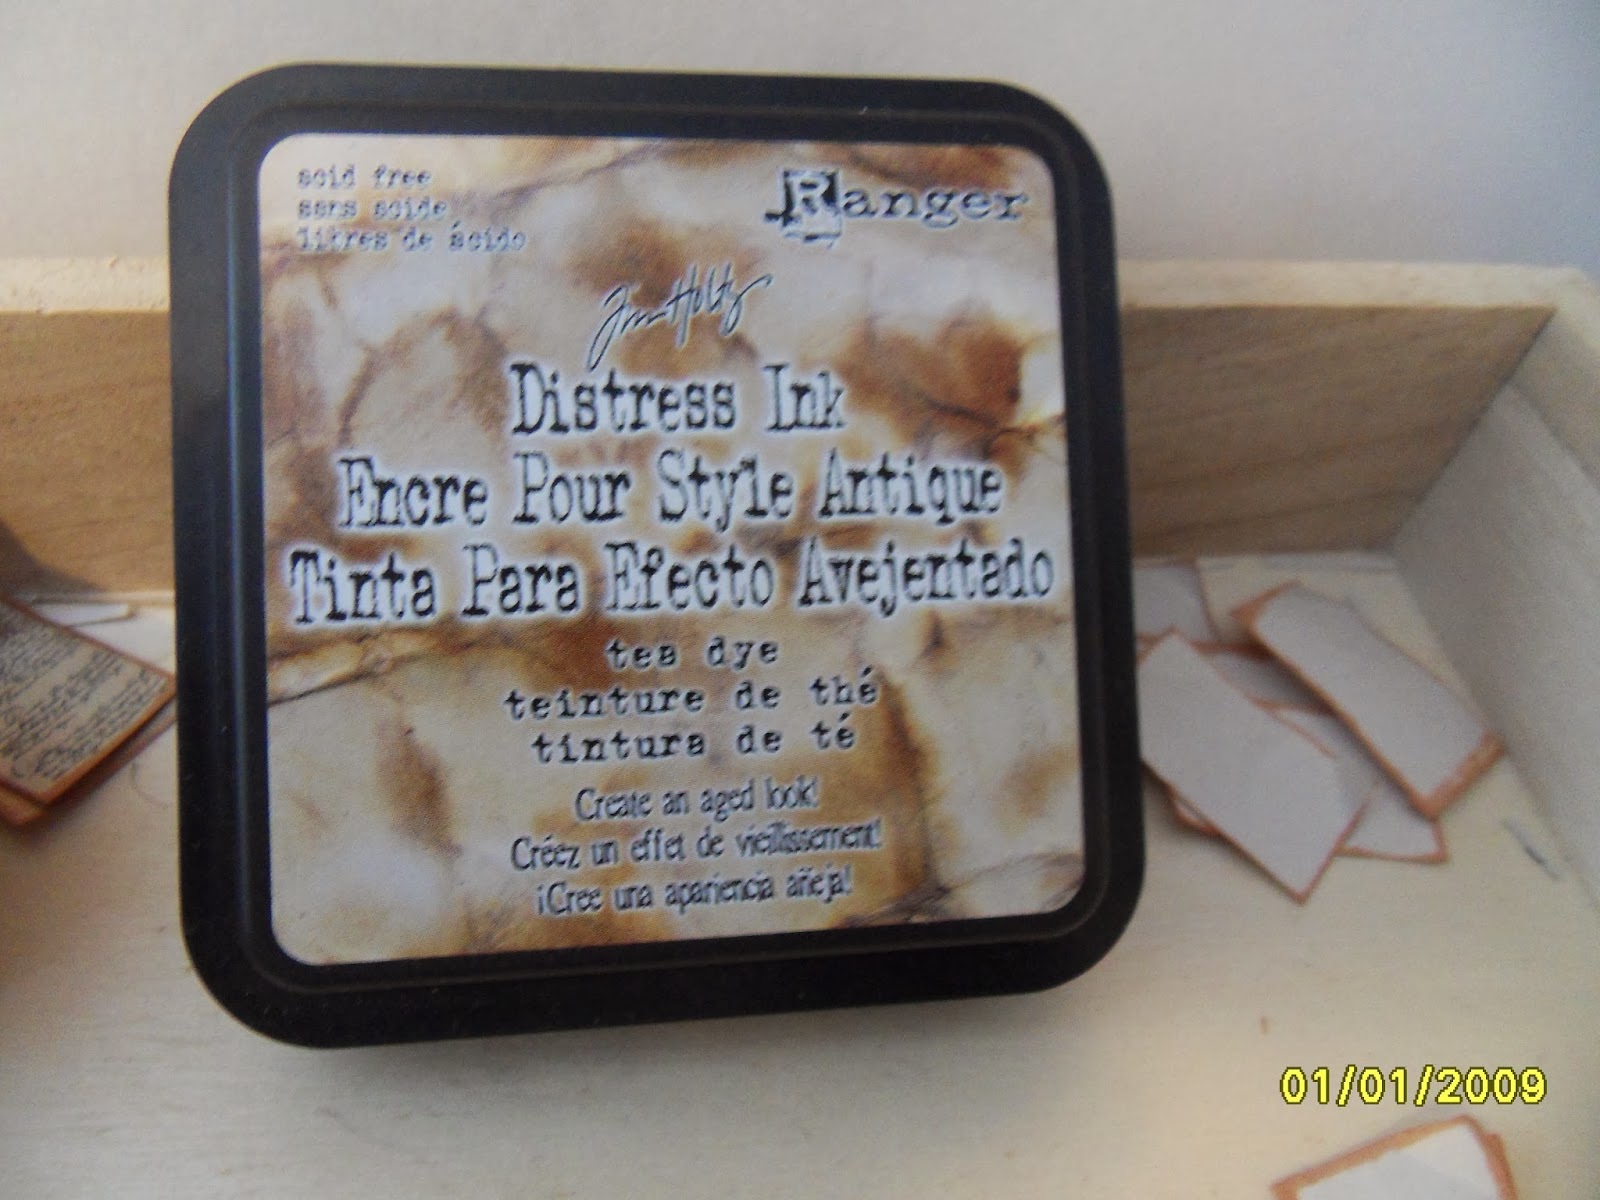 acid free
sans acide
libres de ácido
Ranger
Tim Holtz
Distress Ink
Encre Pour Style Antique
Tinta Para Efecto Avejentado
tea dye
teinture de thé
tintura de té
Create an aged look!
Créez un effet de vieillissement!
¡Cree una apariencia añeja!
01/01/2009